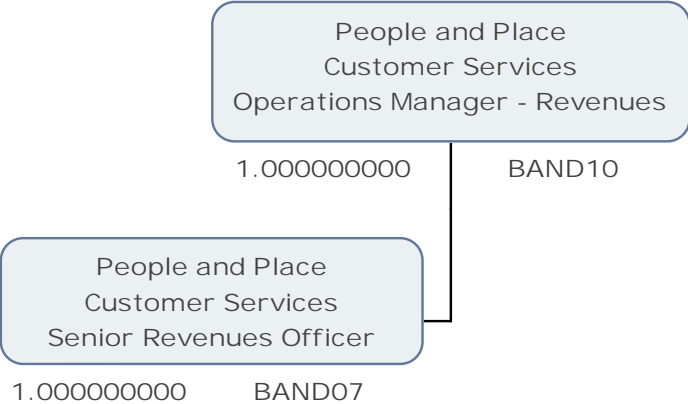 People and Place
Customer Services
Operations Manager - Revenues
1.000000000 BAND10
People and Place
Customer Services
Senior Revenues Officer
1.000000000 BAND07